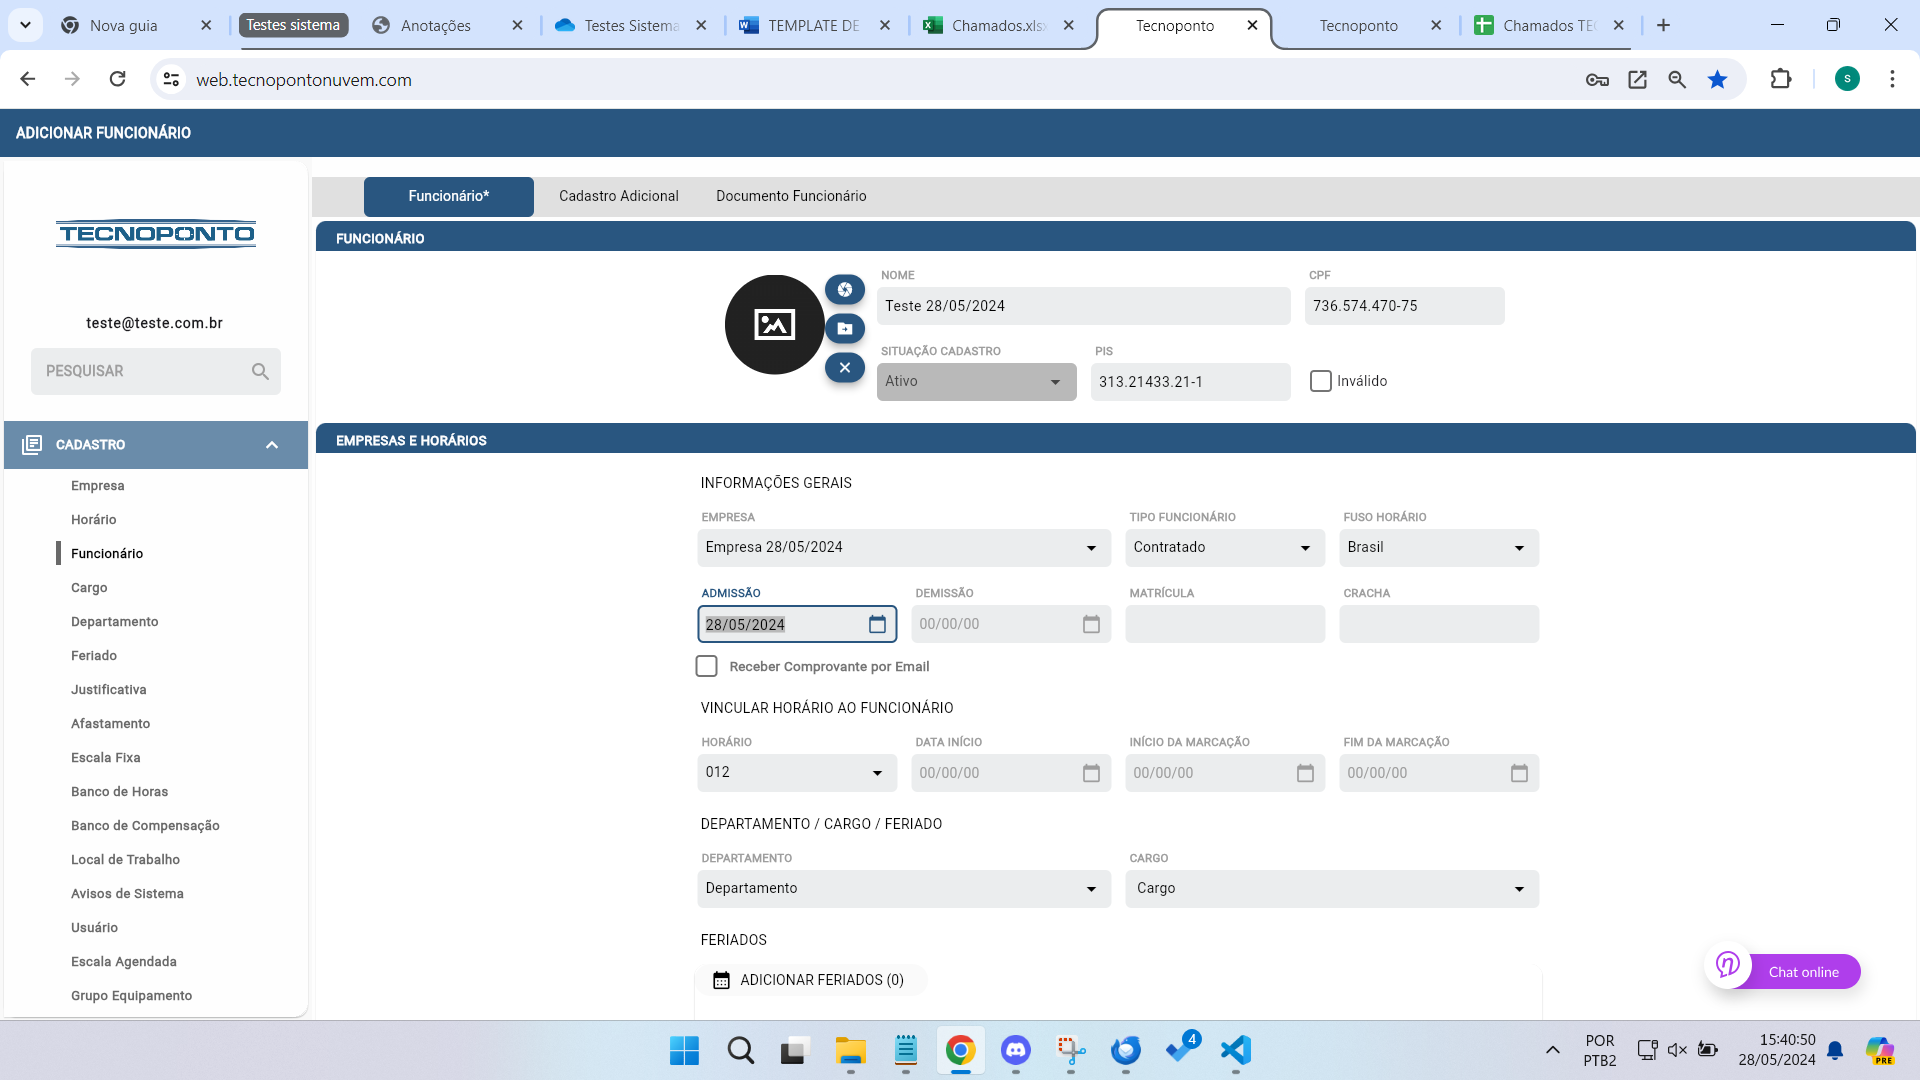 Nova guia
Testes sistema
Anotações
Testes Sistema
TEMPLATE DE
Chamados.xlsx
Tecnoponto
Tecnoponto
Chamados TEC
web.tecnopontonuvem.com
S
ADICIONAR FUNCIONÁRIO
TECNOPONTO
teste@teste.com.br
PESQUISAR
CADASTRO
Empresa
Horário
Funcionário
Cargo
Departamento
Feriado
Justificativa
Afastamento
Escala Fixa
Banco de Horas
Banco de Compensação
Local de Trabalho
Avisos de Sistema
Usuário
Escala Agendada
Grupo Equipamento
Funcionário*
Cadastro Adicional
Documento Funcionário
FUNCIONÁRIO
NOME
CPF
Teste 28/05/2024
736.574.470-75
SITUAÇÃO CADASTRO
PIS
Ativo
313.21433.21-1
Inválido
EMPRESAS E HORÁRIOS
INFORMAÇÕES GERAIS
EMPRESA
TIPO FUNCIONÁRIO
FUSO HORÁRIO
Empresa 28/05/2024
Contratado
Brasil
ADMISSÃO
DEMISSÃO
MATRÍCULA
CRACHA
28/05/2024
00/00/00
Receber Comprovante por Email
VINCULAR HORÁRIO AO FUNCIONÁRIO
HORÁRIO
DATA INÍCIO
INÍCIO DA MARCAÇÃO
FIM DA MARCAÇÃO
012
00/00/00
00/00/00
00/00/00
DEPARTAMENTO / CARGO / FERIADO
DEPARTAMENTO
CARGO
Departamento
Cargo
FERIADOS
ADICIONAR FERIADOS (0)
Chat online
4
POR
PTB2
15:40:50
28/05/2024
PRE